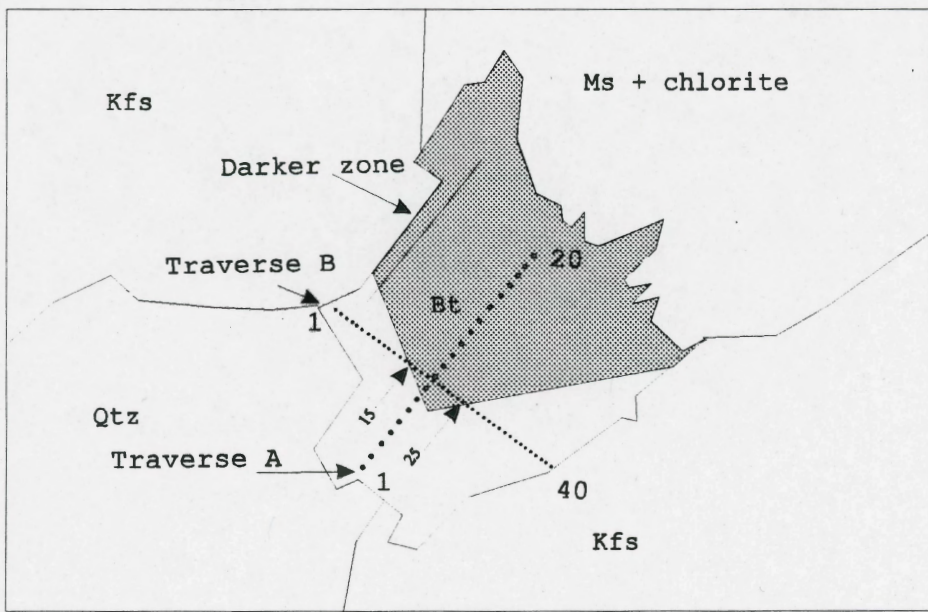 Ms + chlorite
Kfs
Darker zone
Traverse B
20
1
Bt
15
Qtz
25
Traverse A
1
40
Kfs